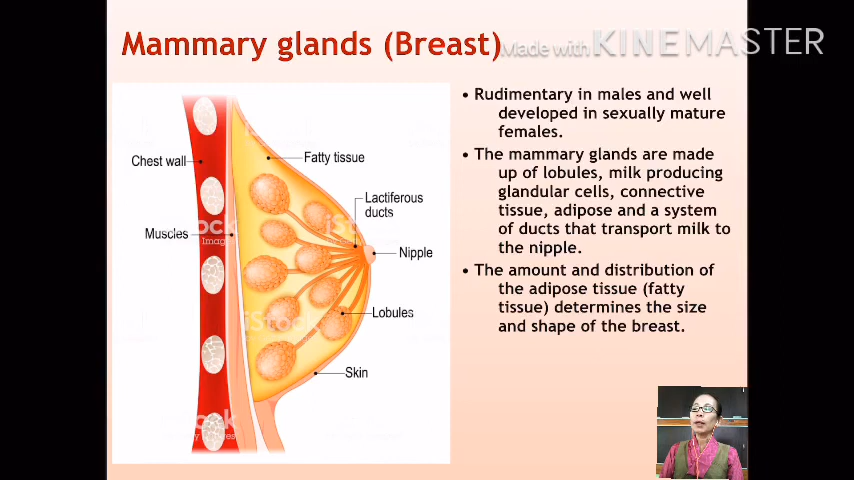 Mammary glands (Breast)
Made with KINEMASTER
• Rudimentary in males and well
developed in sexually mature
females.
• The mammary glands are made
up of lobules, milk producing
glandular cells, connective
tissue, adipose and a system
of ducts that transport milk to
the nipple.
• The amount and distribution of
the adipose tissue (fatty
tissue) determines the size
and shape of the breast.
Fatty tissue
Chest wall
Lactiferous
ducts
Muscles
Nipple
Lobules
Skin
iStock